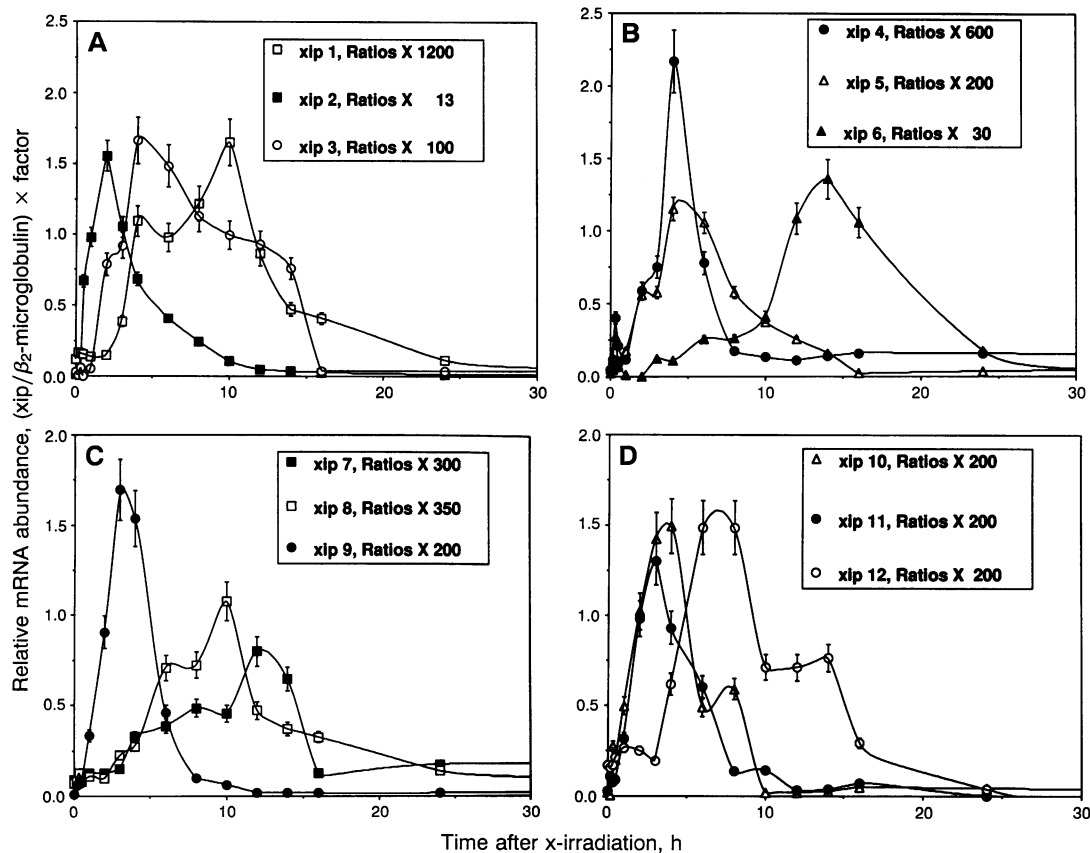 Relative mRNA abundance, (xip/β2-microglobulin) × factor
A
2.5
2.0
1.5
1.0
0.5
0.0
0
10
20
30
xip 1, Ratios X 1200
xip 2, Ratios X 13
xip 3, Ratios X 100
B
2.5
2.0
1.5
1.0
0.5
0.0
0
10
20
30
xip 4, Ratios X 600
xip 5, Ratios X 200
xip 6, Ratios X 30
C
2.0
1.5
1.0
0.5
0.0
0
10
20
30
xip 7, Ratios X 300
xip 8, Ratios X 350
xip 9, Ratios X 200
D
2.0
1.5
1.0
0.5
0.0
0
10
20
30
xip 10, Ratios X 200
xip 11, Ratios X 200
xip 12, Ratios X 200
Time after x-irradiation, h